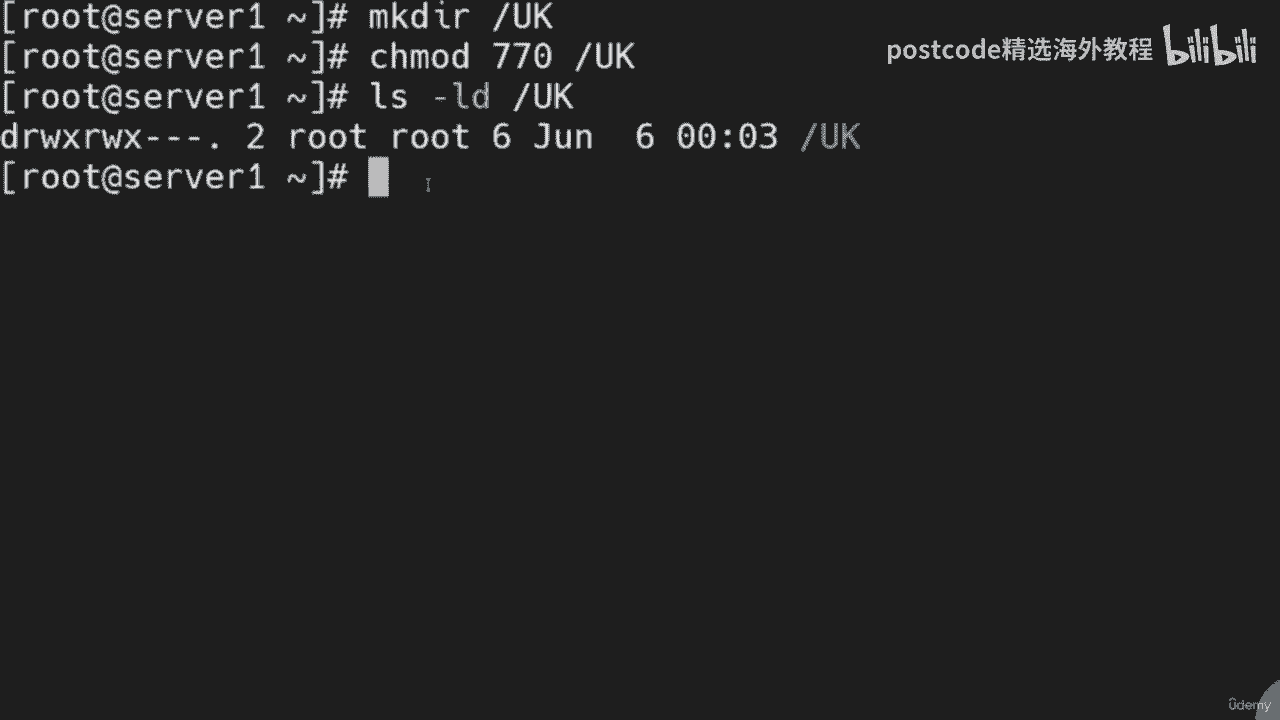 [root@server1 ~]# mkdir /UK
[root@server1 ~]# chmod 770 /UK
[root@server1 ~]# ls -ld /UK
drwxrwx---. 2 root root 6 Jun  6 00:03 /UK
[root@server1 ~]#
postcode精选海外教程 bilibili
ûdemy